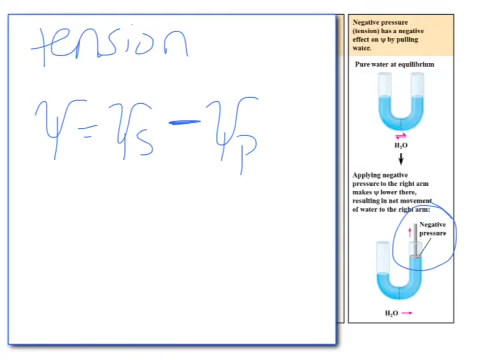 tension
ψ = ψs - ψp
Negative pressure
(tension) has a negative
effect on ψ by pulling
water.
Pure water at equilibrium
H₂O
Applying negative
pressure to the right arm
makes ψ lower there,
resulting in net movement
of water to the right arm:
Negative
pressure
H₂O